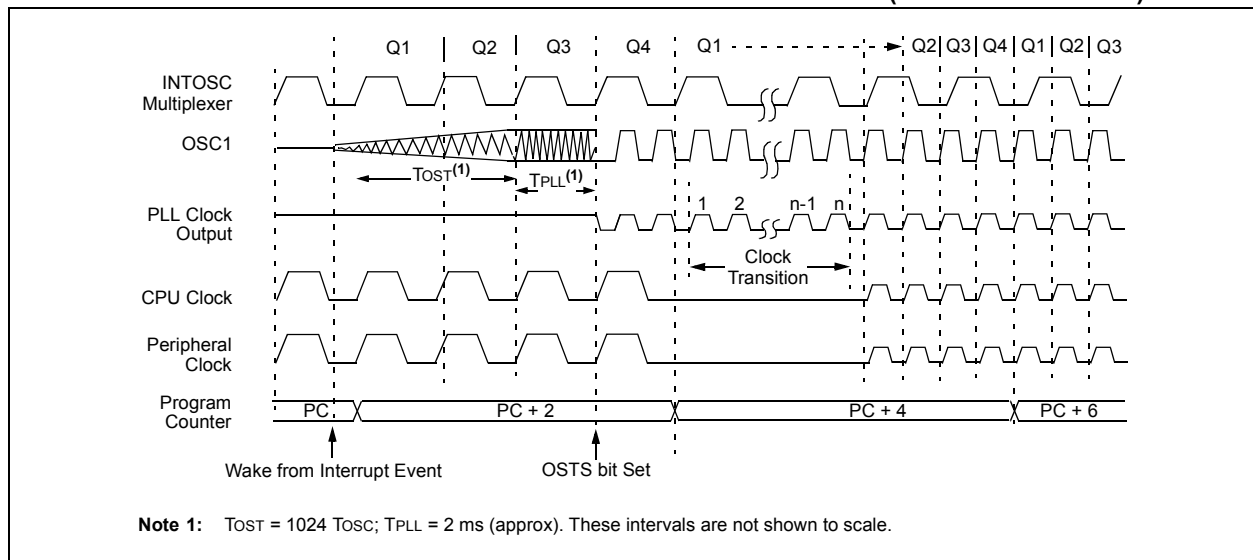 Q1 Q2 Q3 Q4 Q1 Q2 Q3 Q4 Q1 Q2 Q3
INTOSC
Multiplexer
OSC1
TOST(1)
TPLL(1)
PLL Clock
Output
1 2 n-1 n
Clock
Transition
CPU Clock
Peripheral
Clock
Program
Counter
PC PC + 2 PC + 4 PC + 6
Wake from Interrupt Event
OSTS bit Set
Note 1: TOST = 1024 TOSC; TPLL = 2 ms (approx). These intervals are not shown to scale.